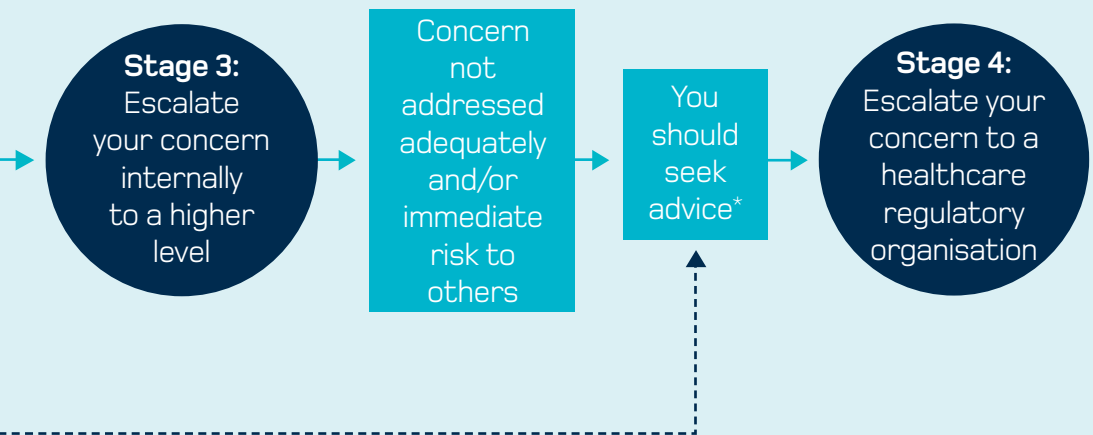 Stage 3:
Escalate
your concern
internally
to a higher
level
Concern
not
addressed
adequately
and/or
immediate
risk to
others
You
should
seek
advice*
Stage 4:
Escalate your
concern to a
healthcare
regulatory
organisation